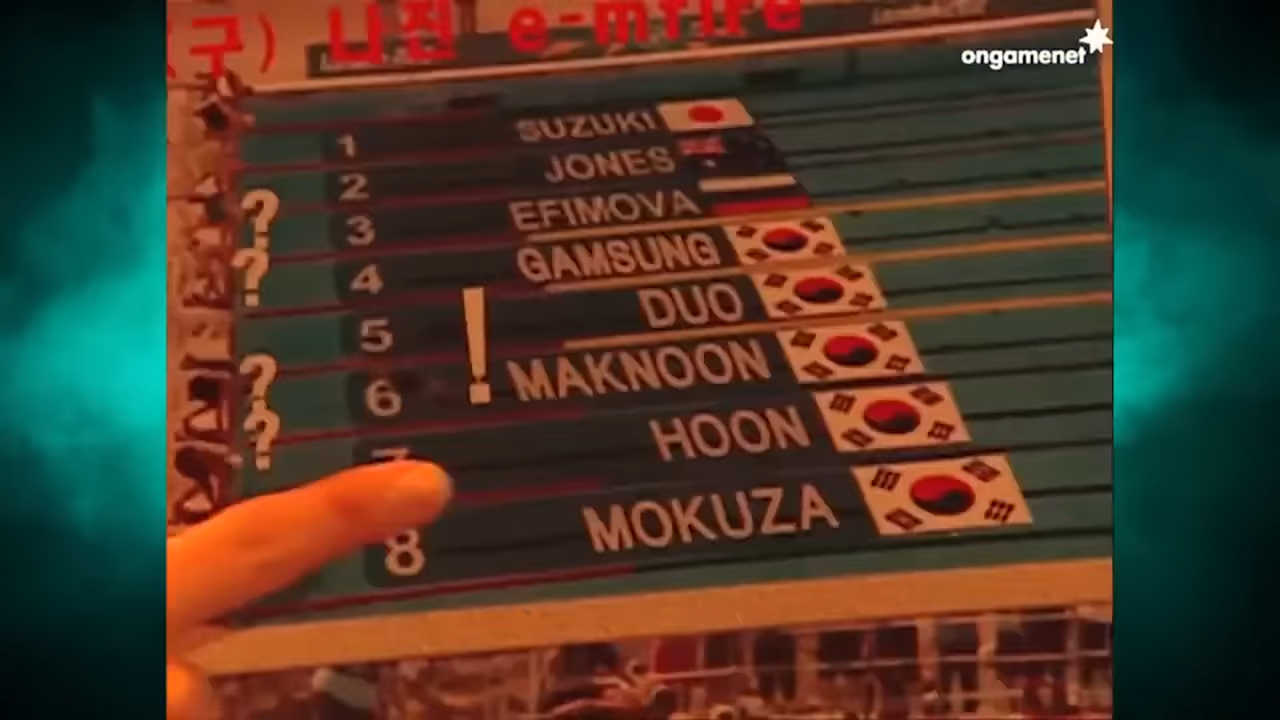 (구) 나진 e-mfire
ongamenet
1 SUZUKI
2 JONES
? 3 EFIMOVA
? 4 GAMSUNG
! 5 DUO
? 6 MAKNOON
? 7 HOON
8 MOKUZA